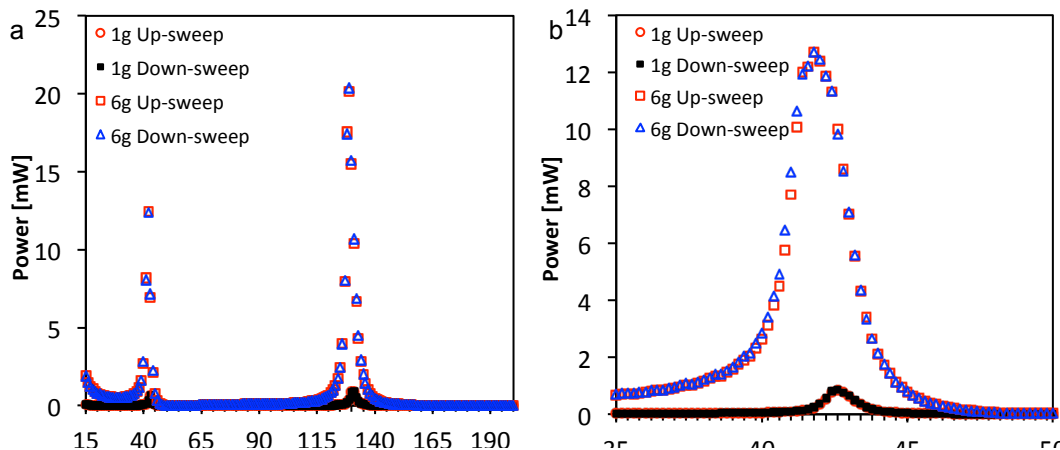 a
25
20
15
10
5
0
Power [mW]
1g Up-sweep
1g Down-sweep
6g Up-sweep
6g Down-sweep
15 40 65 90 115 140 165 190
b
14
12
10
8
6
4
2
0
Power [mW]
1g Up-sweep
1g Down-sweep
6g Up-sweep
6g Down-sweep
35 40 45 50